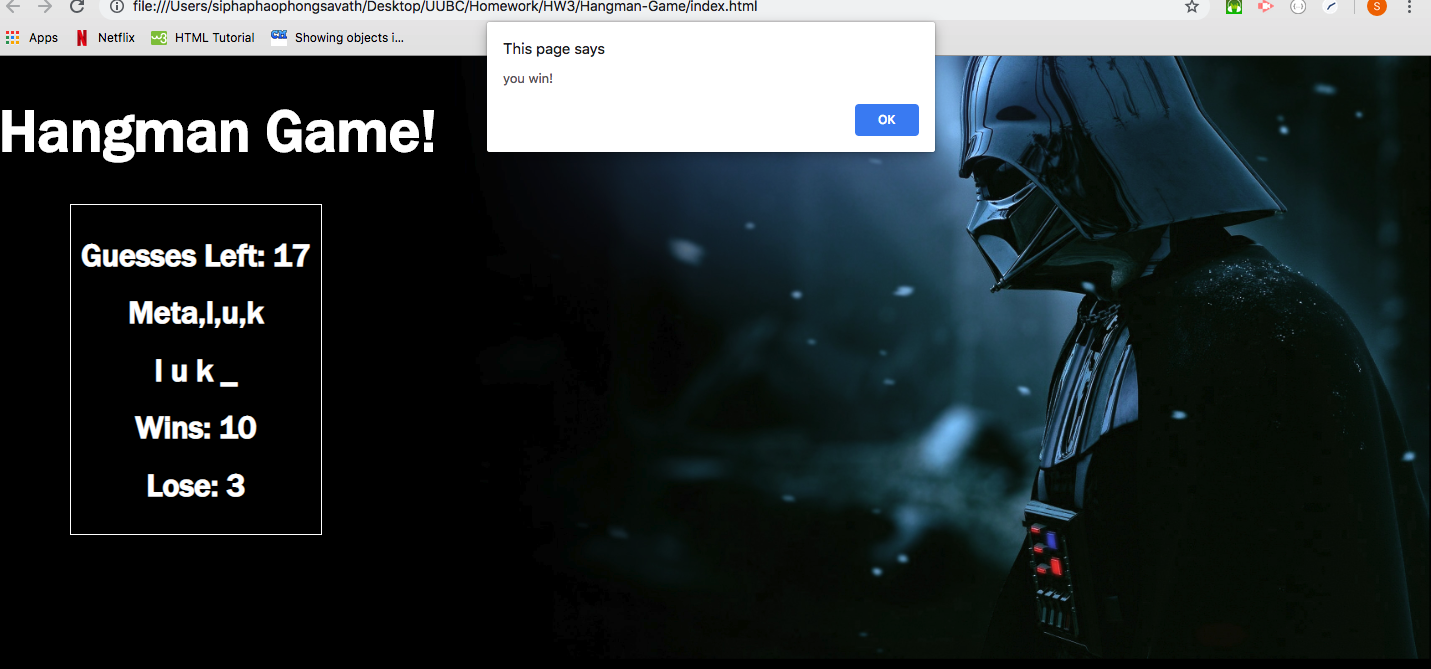 file:///Users/siphaphaophongsavath/Desktop/UUBC/Homework/HW3/Hangman-Game/index.html
S
Apps Netflix HTML Tutorial Showing objects i...
This page says
you win!
OK
Hangman Game!
Guesses Left: 17
Meta,l,u,k
l u k _
Wins: 10
Lose: 3